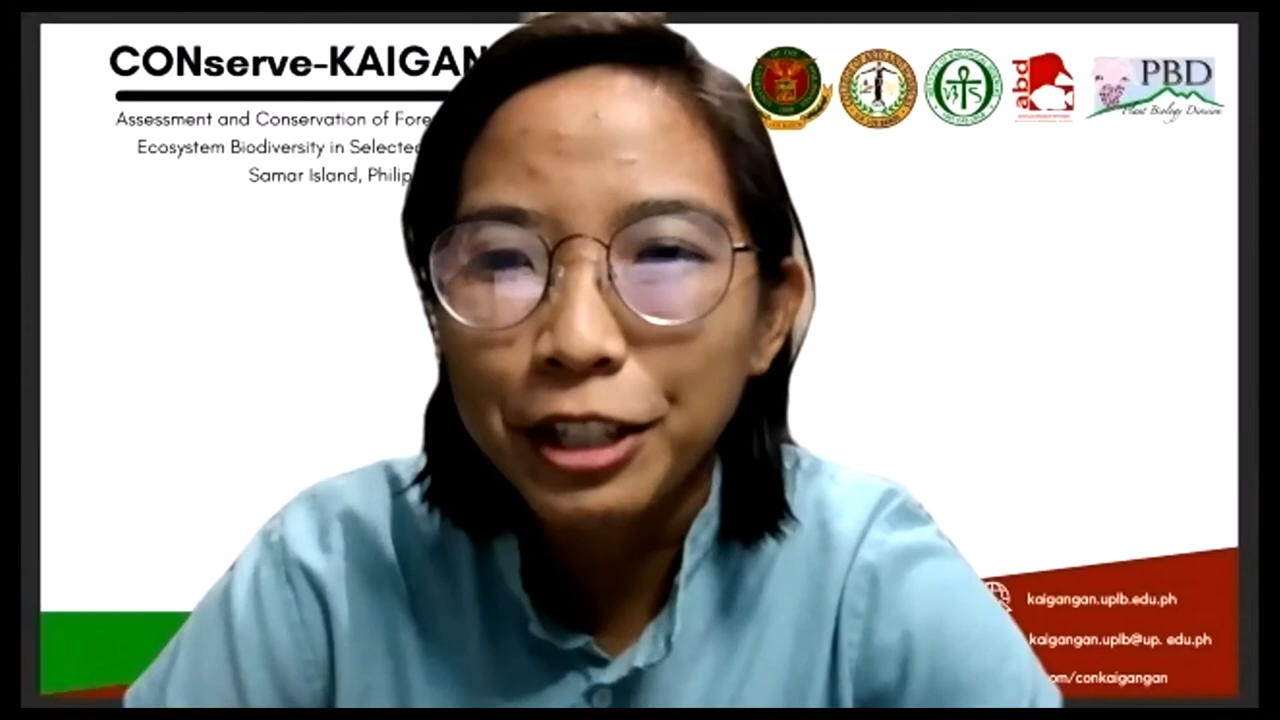 CONserve-KAIGAN
Assessment and Conservation of Fore
Ecosystem Biodiversity in Selected
Samar Island, Philip
abd
PBD
Plant Biology Division
kaigangan.uplb.edu.ph
kaigangan.uplb@up. edu.ph
om/conkaigangan